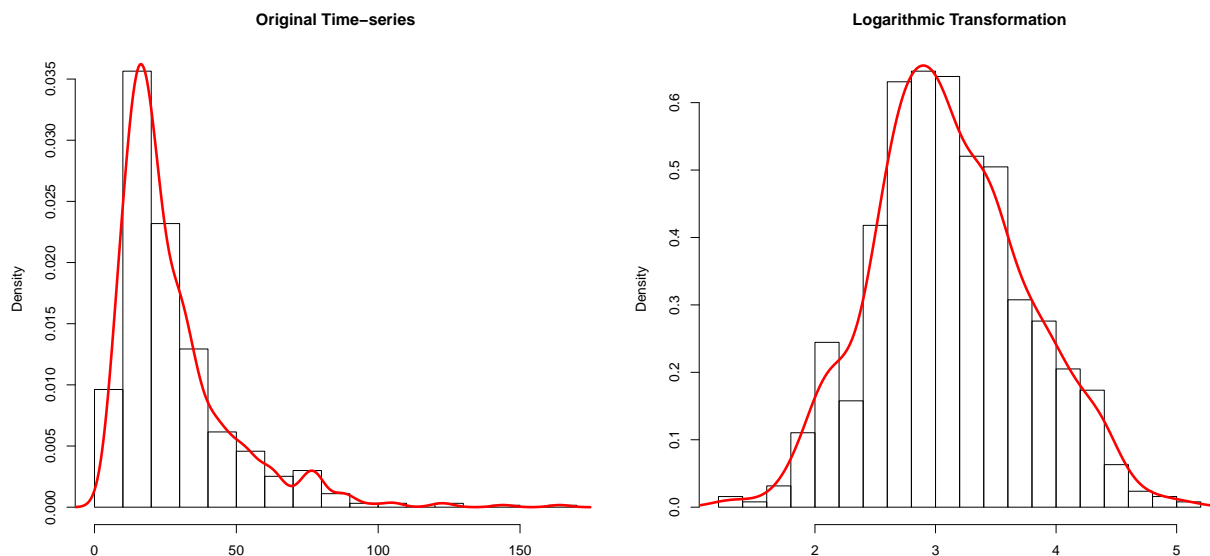 Original Time−series
Density
0.000
0.005
0.010
0.015
0.020
0.025
0.030
0.035
0 50 100 150
Logarithmic Transformation
Density
0.0
0.1
0.2
0.3
0.4
0.5
0.6
2 3 4 5